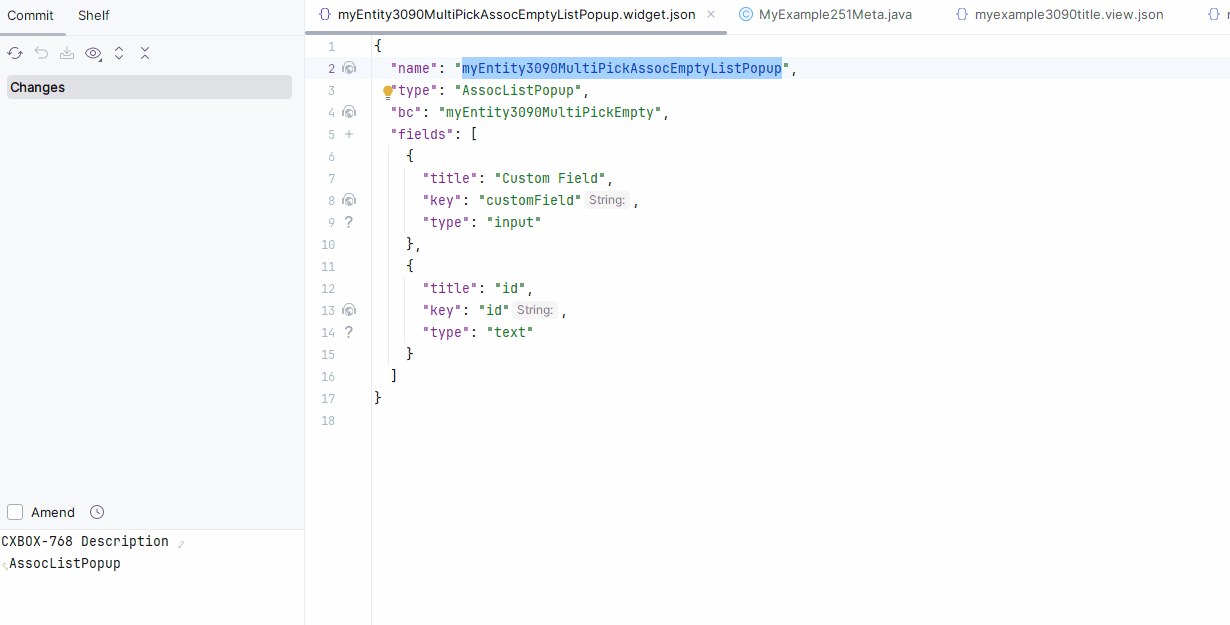 Commit Shelf
myEntity3090MultiPickAssocEmptyListPopup.widget.json MyExample251Meta.java myexample3090title.view.json
Changes
1 {
2 "name": "myEntity3090MultiPickAssocEmptyListPopup",
3 "type": "AssocListPopup",
4 "bc": "myEntity3090MultiPickEmpty",
5 "fields": [
6 {
7 "title": "Custom Field",
8 "key": "customField" String: ,
9 "type": "input"
10 },
11 {
12 "title": "id",
13 "key": "id" String: ,
14 "type": "text"
15 }
16 ]
17 }
18
Amend
CXBOX-768 Description
AssocListPopup